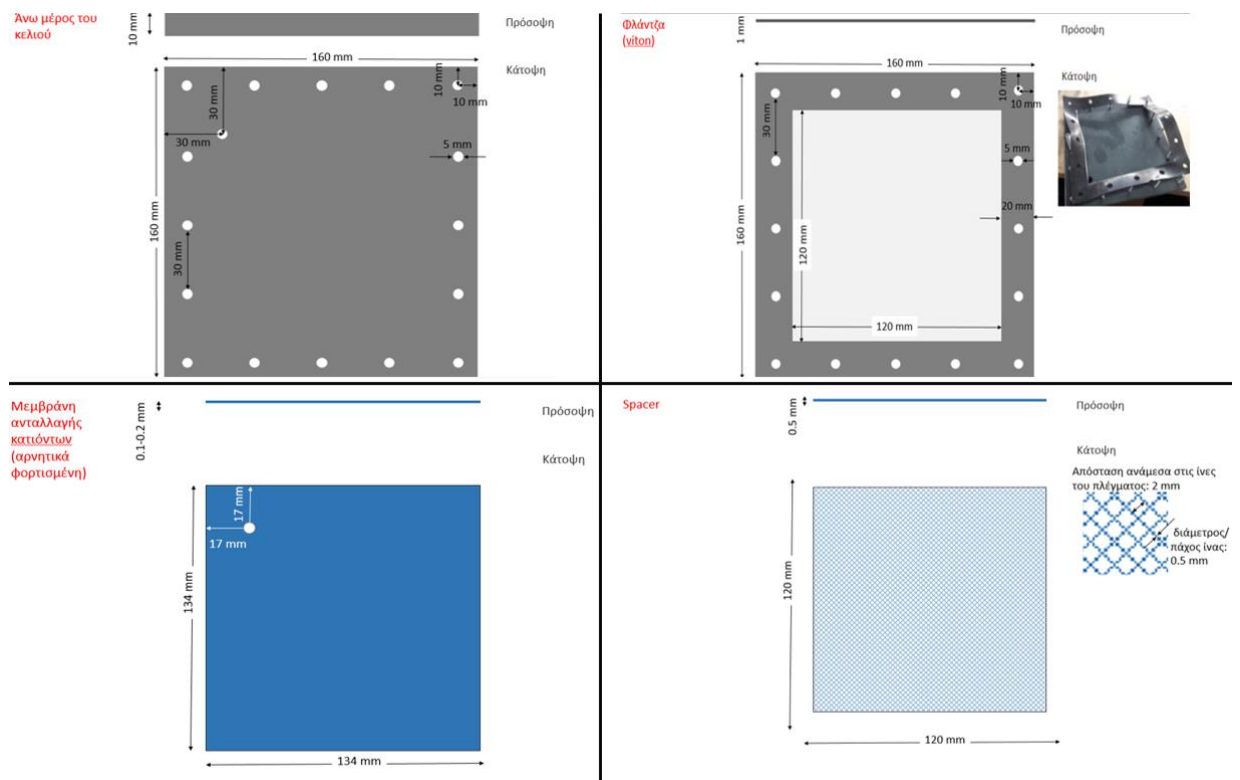 Άνω μέρος του
κελιού
10 mm
Πρόσοψη
160 mm
Κάτοψη
10 mm
10 mm
30 mm
30 mm
5 mm
160 mm
30 mm
Φλάντζα
(viton)
1 mm
Πρόσοψη
160 mm
Κάτοψη
10 mm
10 mm
30 mm
5 mm
20 mm
160 mm
120 mm
120 mm
Μεμβράνη
ανταλλαγής
κατιόντων
(αρνητικά
φορτισμένη)
0.1-0.2 mm
Πρόσοψη
Κάτοψη
17 mm
17 mm
134 mm
134 mm
Spacer
0.5 mm
Πρόσοψη
Κάτοψη
Απόσταση ανάμεσα στις ίνες
του πλέγματος: 2 mm
διάμετρος/
πάχος ίνας:
0.5 mm
120 mm
120 mm